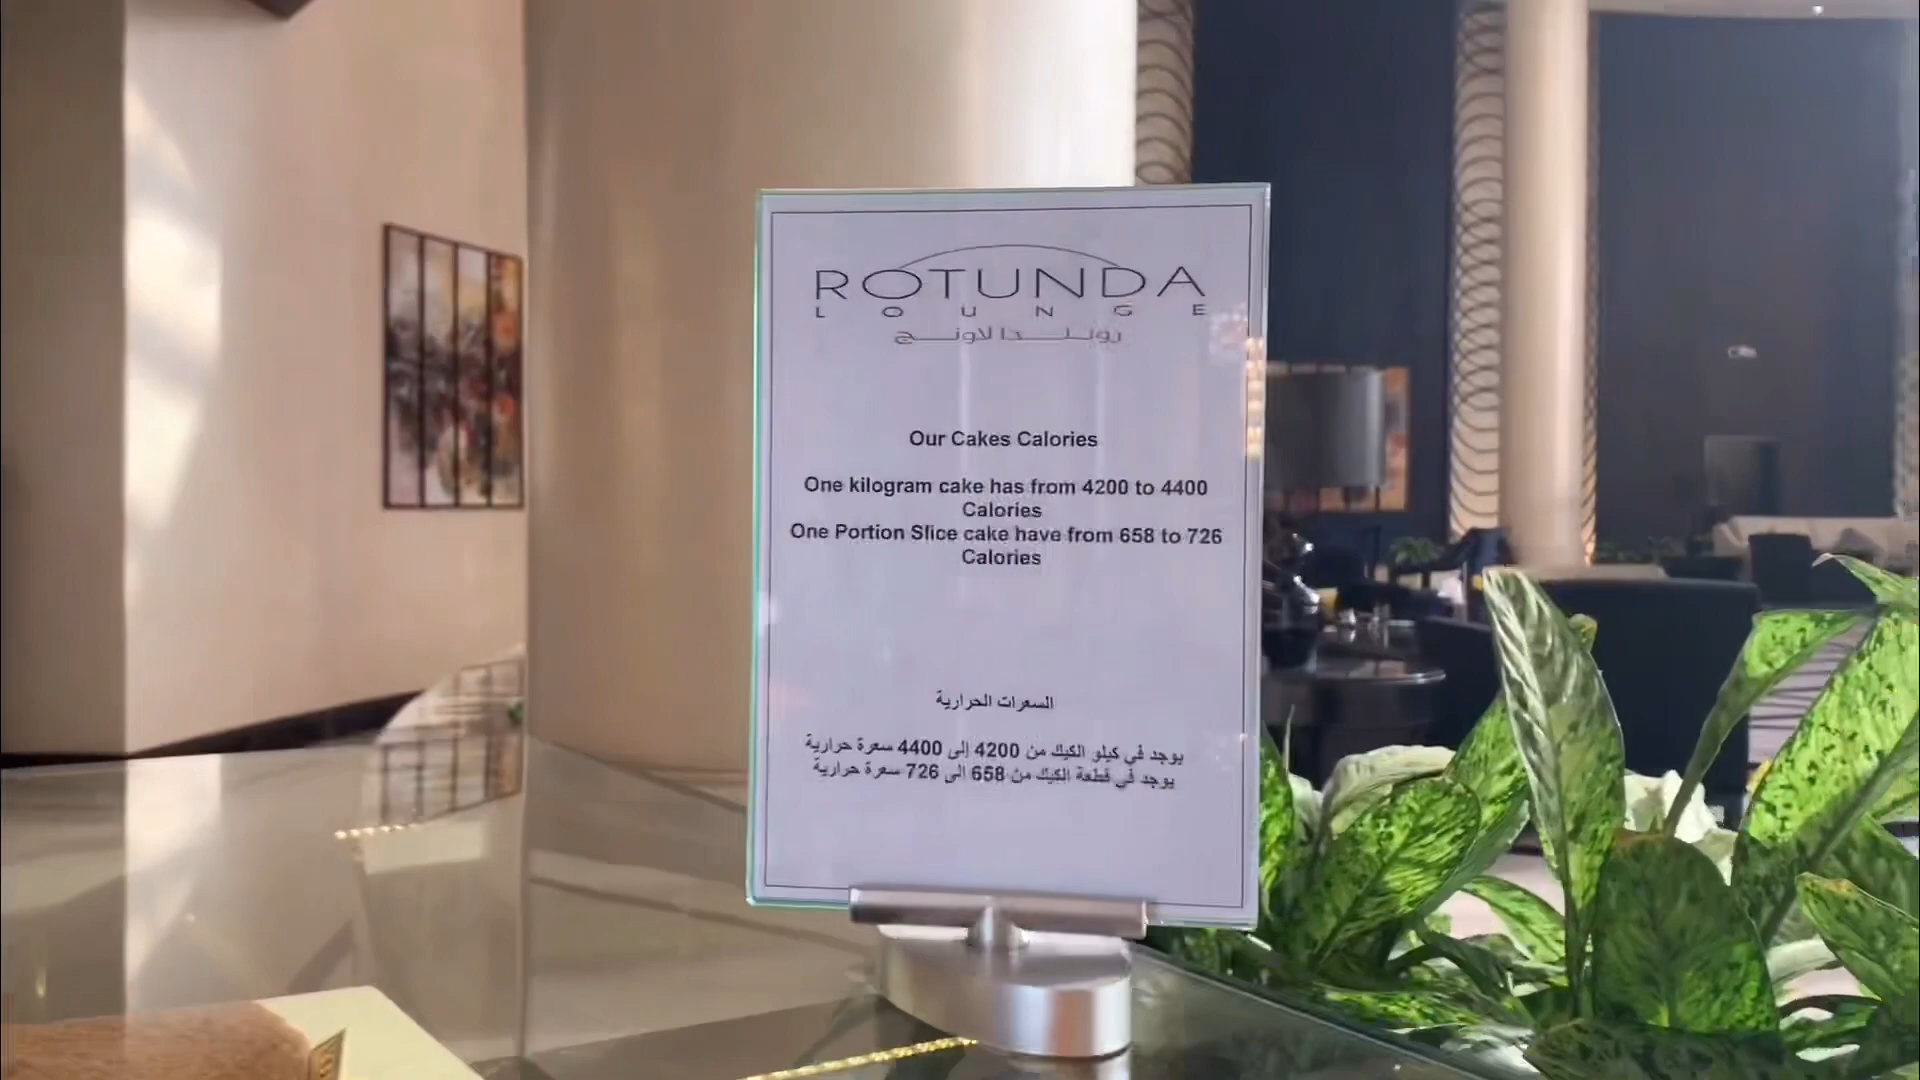 ROTUNDA
LOUNGE
روتندا لاونج
Our Cakes Calories
One kilogram cake has from 4200 to 4400
Calories
One Portion Slice cake have from 658 to 726
Calories
السعرات الحرارية
يوجد في كيلو الكيك من 4200 إلى 4400 سعرة حرارية
يوجد في قطعة الكيك من 658 الى 726 سعرة حرارية